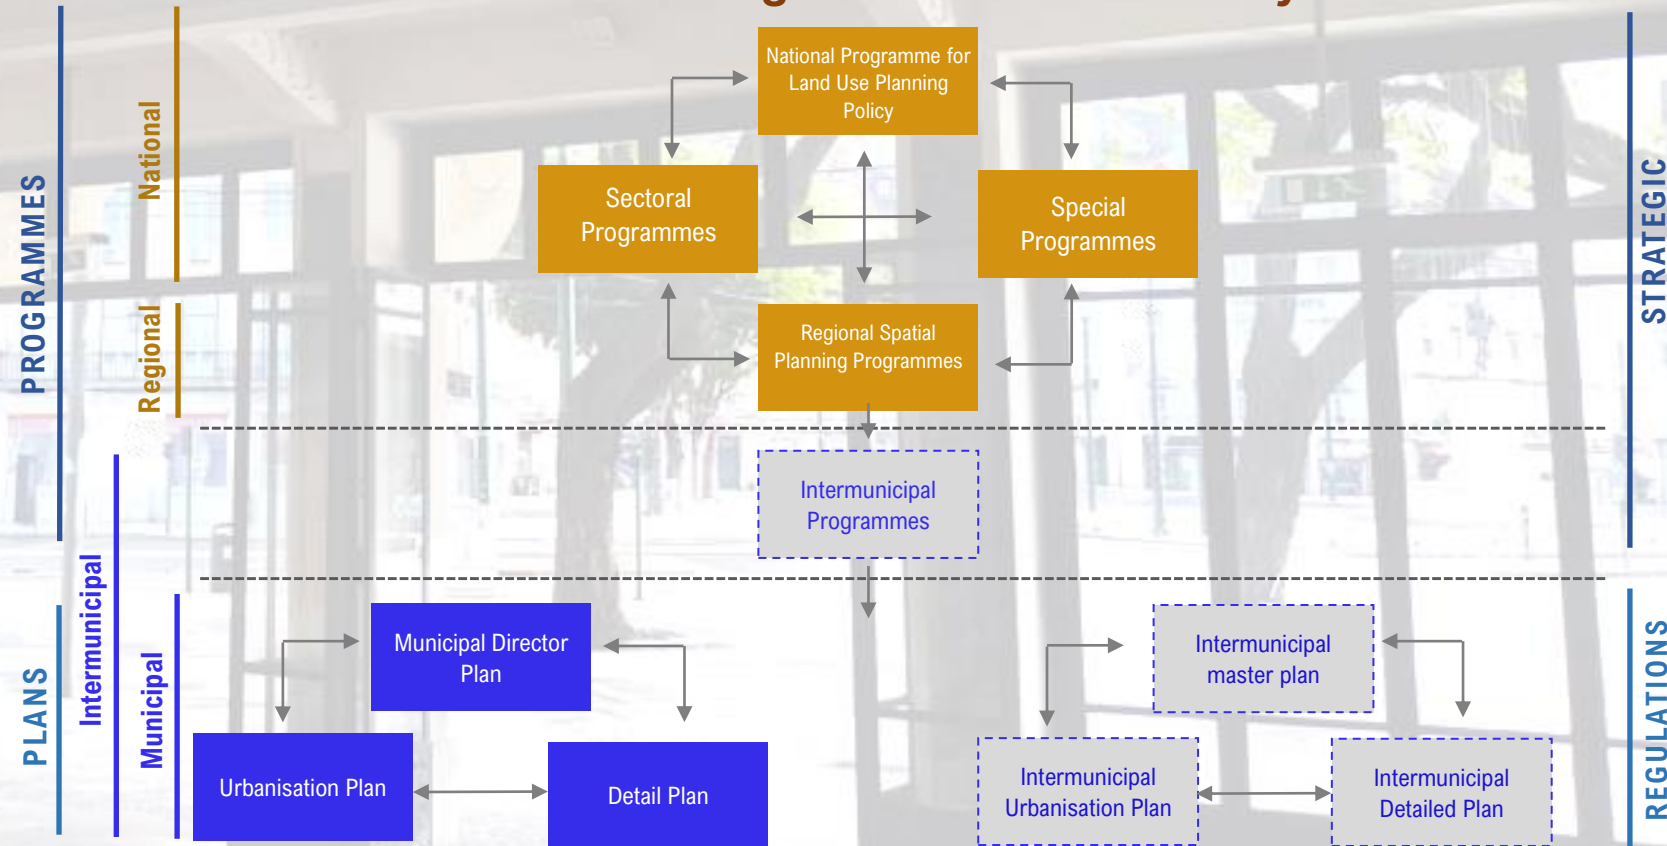 National Programme for
Land Use Planning
Policy
Sectoral
Programmes
Special
Programmes
Regional Spatial
Planning Programmes
Intermunicipal
Programmes
Municipal Director
Plan
Urbanisation Plan
Detail Plan
Intermunicipal
master plan
Intermunicipal
Urbanisation Plan
Intermunicipal
Detailed Plan
PROGRAMMES
National
Regional
PLANS
Intermunicipal
Municipal
STRATEGIC
REGULATIONS